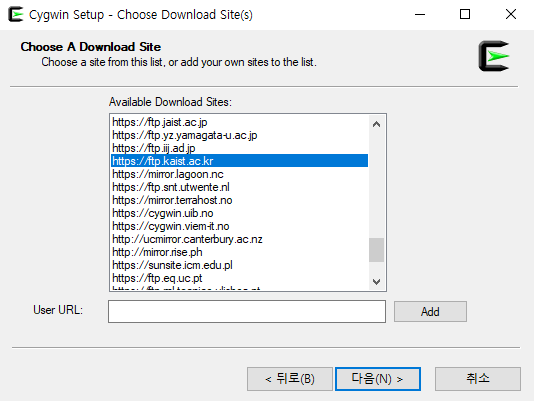 Cygwin Setup - Choose Download Site(s)
Choose A Download Site
Choose a site from this list, or add your own sites to the list.
Available Download Sites:
https://ftp.jaist.ac.jp
https://ftp.yz.yamagata-u.ac.jp
https://ftp.iij.ad.jp
https://ftp.kaist.ac.kr
https://mirror.lagoon.nc
https://ftp.snt.utwente.nl
https://mirror.terrahost.no
https://cygwin.uib.no
https://cygwin.viem-it.no
http://ucmirror.canterbury.ac.nz
http://mirror.rise.ph
https://sunsite.icm.edu.pl
https://ftp.eq.uc.pt
User URL:
Add
< 뒤로(B)
다음(N) >
취소